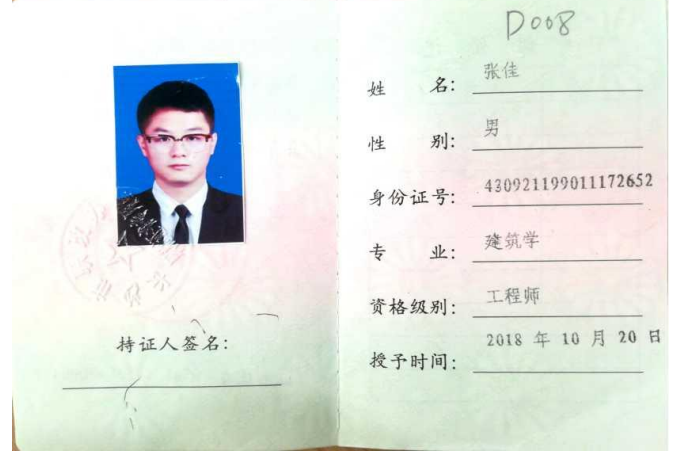 持证人签名:
D008
姓 名: 张佳
性 别: 男
身份证号: 430921199011172652
专 业: 建筑学
资格级别: 工程师
授予时间: 2018 年 10 月 20 日